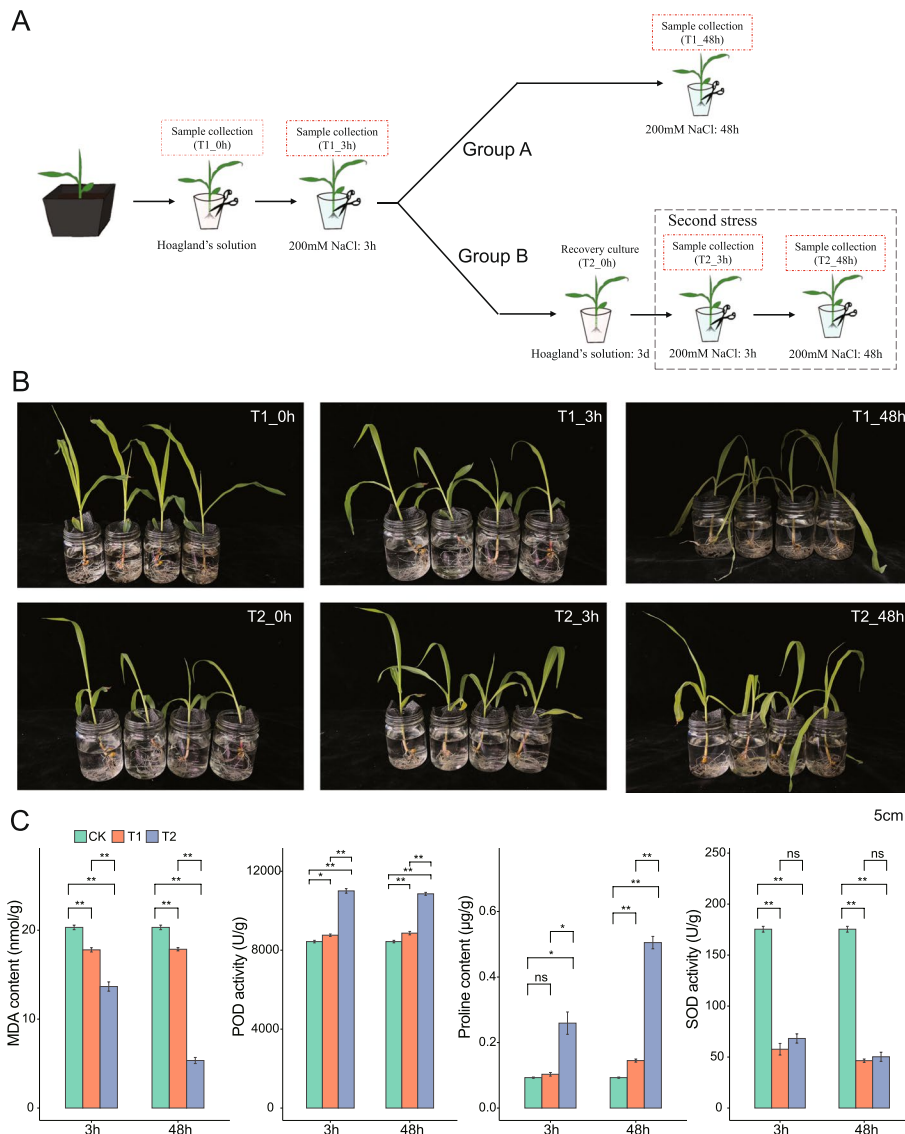 A
Sample collection
(T1_48h)
200mM NaCl: 48h
Sample collection
(T1_0h)
Sample collection
(T1_3h)
Hoagland's solution
200mM NaCl: 3h
Group A
Group B
Recovery culture
(T2_0h)
Hoagland's solution: 3d
Second stress
Sample collection
(T2_3h)
Sample collection
(T2_48h)
200mM NaCl: 3h
200mM NaCl: 48h
B
T1_0h
T1_3h
T1_48h
T2_0h
T2_3h
T2_48h
5cm
C
CK T1 T2
MDA content (nmol/g)
20
10
0
**
**
**
**
**
**
3h 48h
POD activity (U/g)
12000
8000
4000
0
**
**
*
**
**
**
3h 48h
Proline content (μg/g)
0.6
0.4
0.2
0.0
*
*
ns
**
**
**
3h 48h
SOD activity (U/g)
250
200
150
100
50
0
ns
**
**
ns
**
**
3h 48h